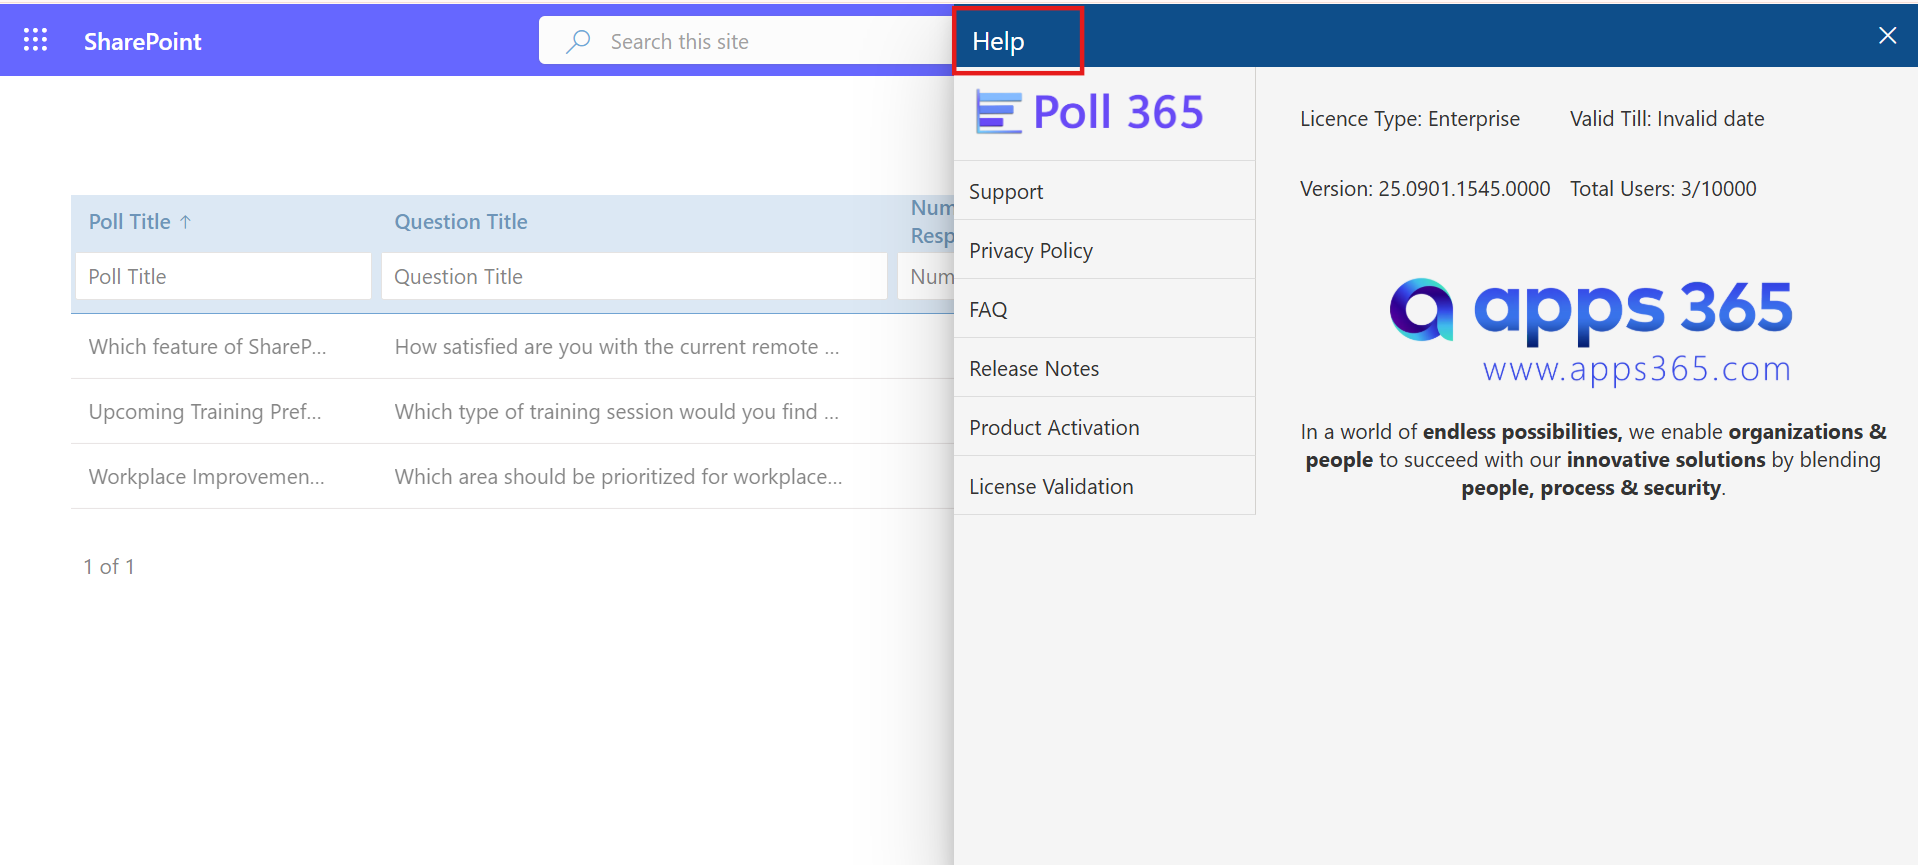 SharePoint
Search this site
Help
Poll 365
Licence Type: Enterprise
Valid Till: Invalid date
Version: 25.0901.1545.0000
Total Users: 3/10000
Support
Privacy Policy
FAQ
Release Notes
Product Activation
License Validation
apps 365
www.apps365.com
In a world of endless possibilities, we enable organizations &
people to succeed with our innovative solutions by blending
people, process & security.
Poll Title ↑
Question Title
Num
Resp
Poll Title
Question Title
Num
Which feature of ShareP...
How satisfied are you with the current remote ...
Upcoming Training Pref...
Which type of training session would you find ...
Workplace Improvemen...
Which area should be prioritized for workplace...
1 of 1